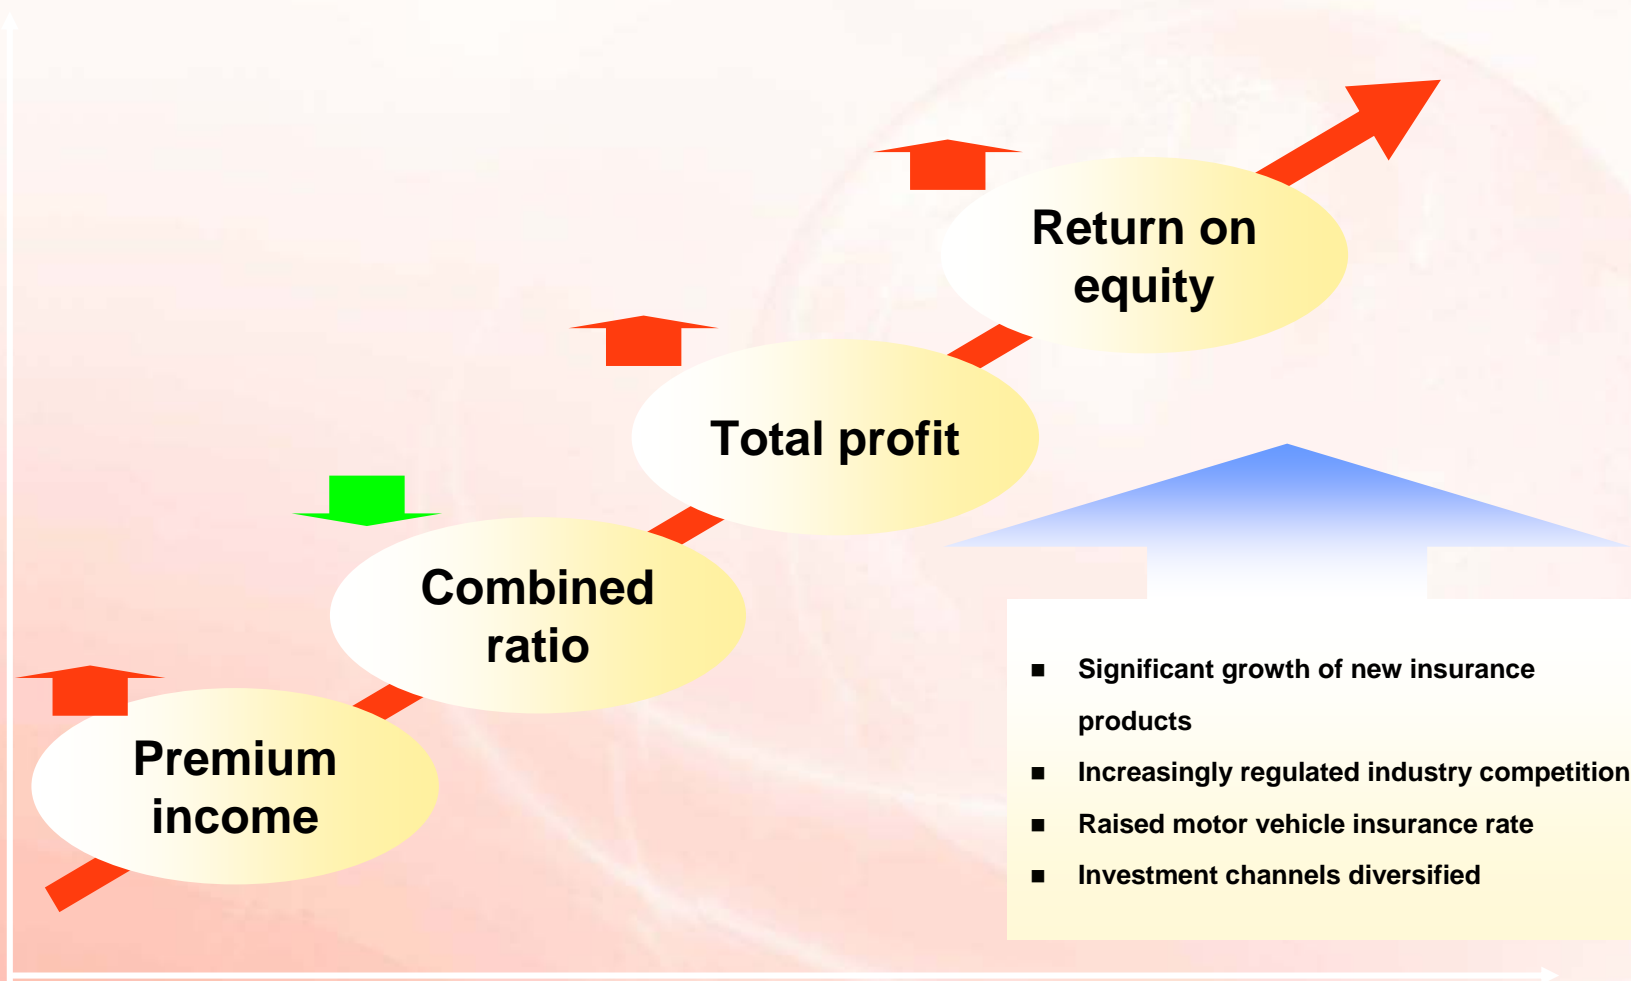 Return on
equity
Total profit
Combined
ratio
Premium
income
■ Significant growth of new insurance
products
■ Increasingly regulated industry competition
■ Raised motor vehicle insurance rate
■ Investment channels diversified